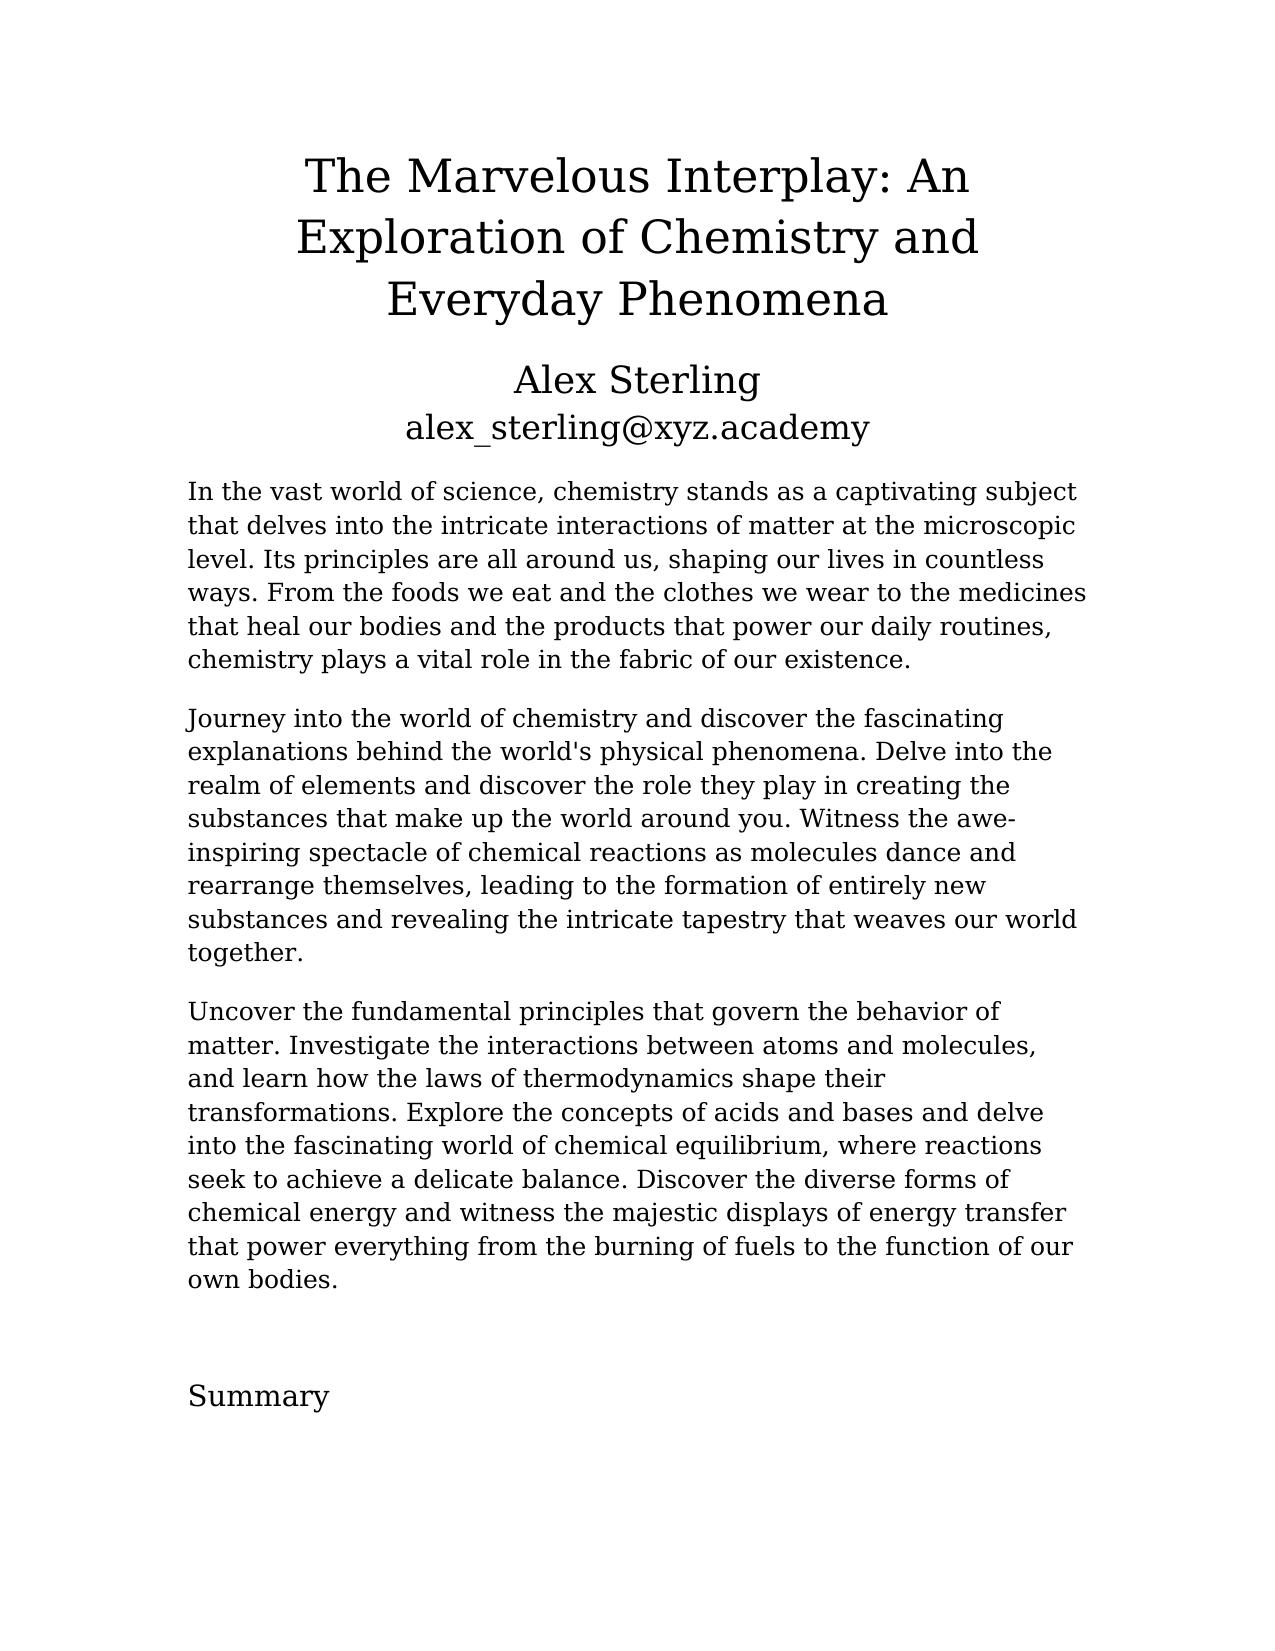 The Marvelous Interplay: An
Exploration of Chemistry and
Everyday Phenomena
Alex Sterling
alex_sterling@xyz.academy
In the vast world of science, chemistry stands as a captivating subject
that delves into the intricate interactions of matter at the microscopic
level. Its principles are all around us, shaping our lives in countless
ways. From the foods we eat and the clothes we wear to the medicines
that heal our bodies and the products that power our daily routines,
chemistry plays a vital role in the fabric of our existence.
Journey into the world of chemistry and discover the fascinating
explanations behind the world's physical phenomena. Delve into the
realm of elements and discover the role they play in creating the
substances that make up the world around you. Witness the awe-
inspiring spectacle of chemical reactions as molecules dance and
rearrange themselves, leading to the formation of entirely new
substances and revealing the intricate tapestry that weaves our world
together.
Uncover the fundamental principles that govern the behavior of
matter. Investigate the interactions between atoms and molecules,
and learn how the laws of thermodynamics shape their
transformations. Explore the concepts of acids and bases and delve
into the fascinating world of chemical equilibrium, where reactions
seek to achieve a delicate balance. Discover the diverse forms of
chemical energy and witness the majestic displays of energy transfer
that power everything from the burning of fuels to the function of our
own bodies.
Summary